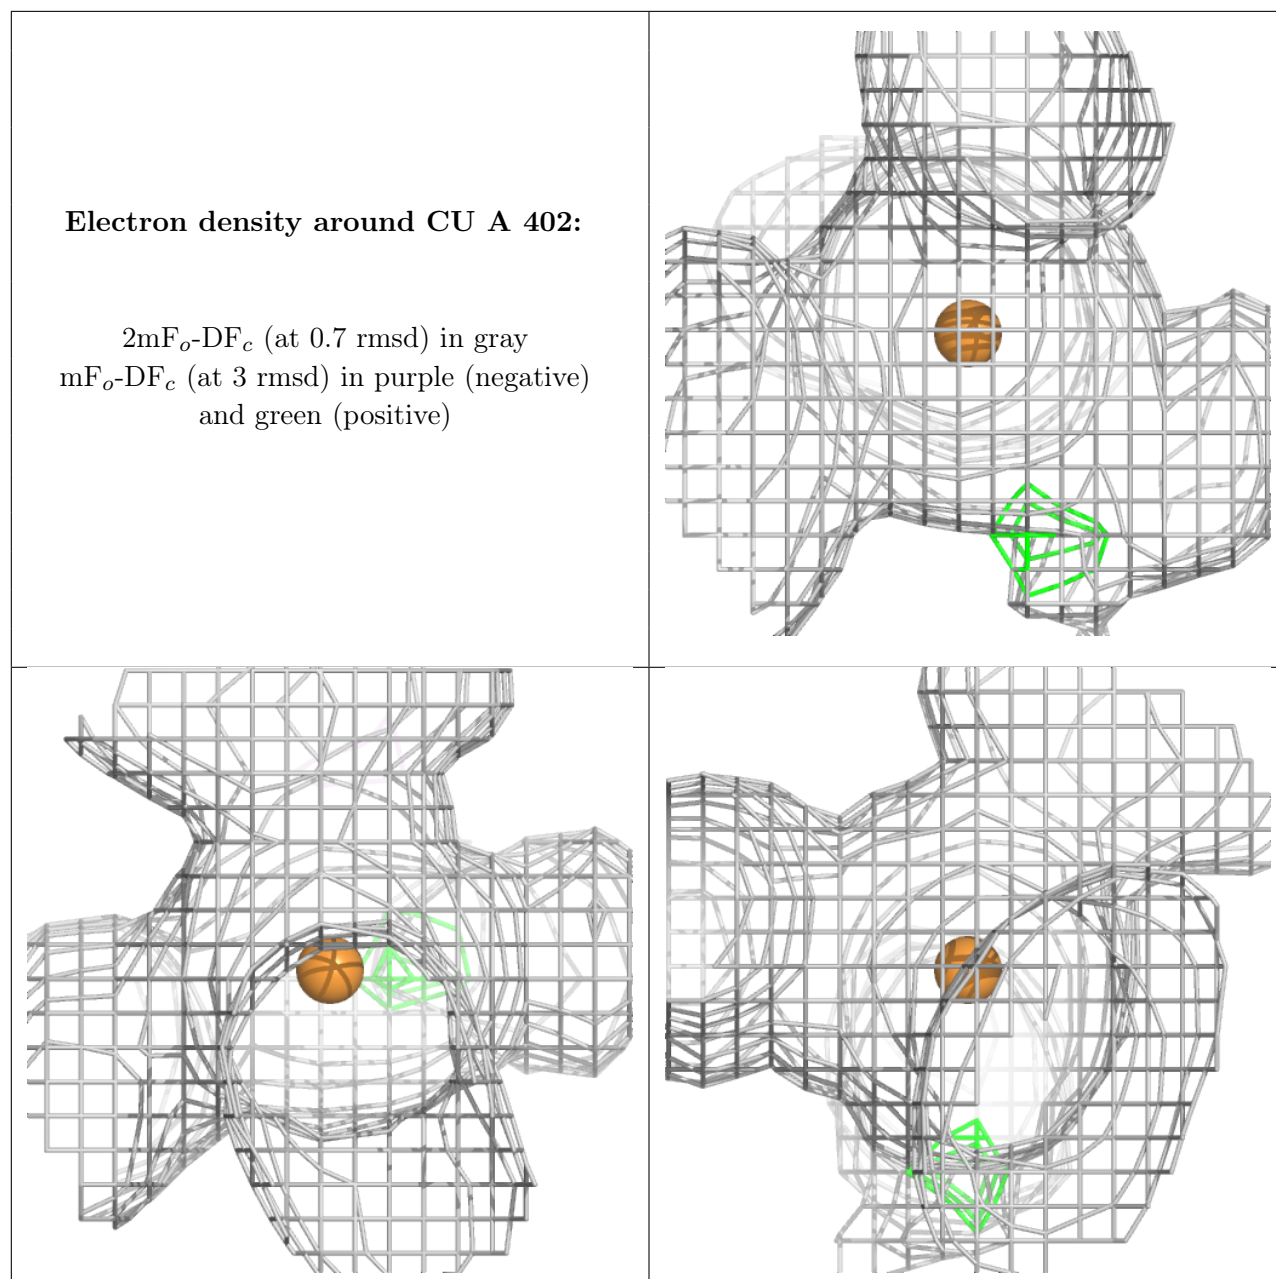 Electron density around CU A 402:
2mFo-DFc (at 0.7 rmsd) in gray
mFo-DFc (at 3 rmsd) in purple (negative)
and green (positive)